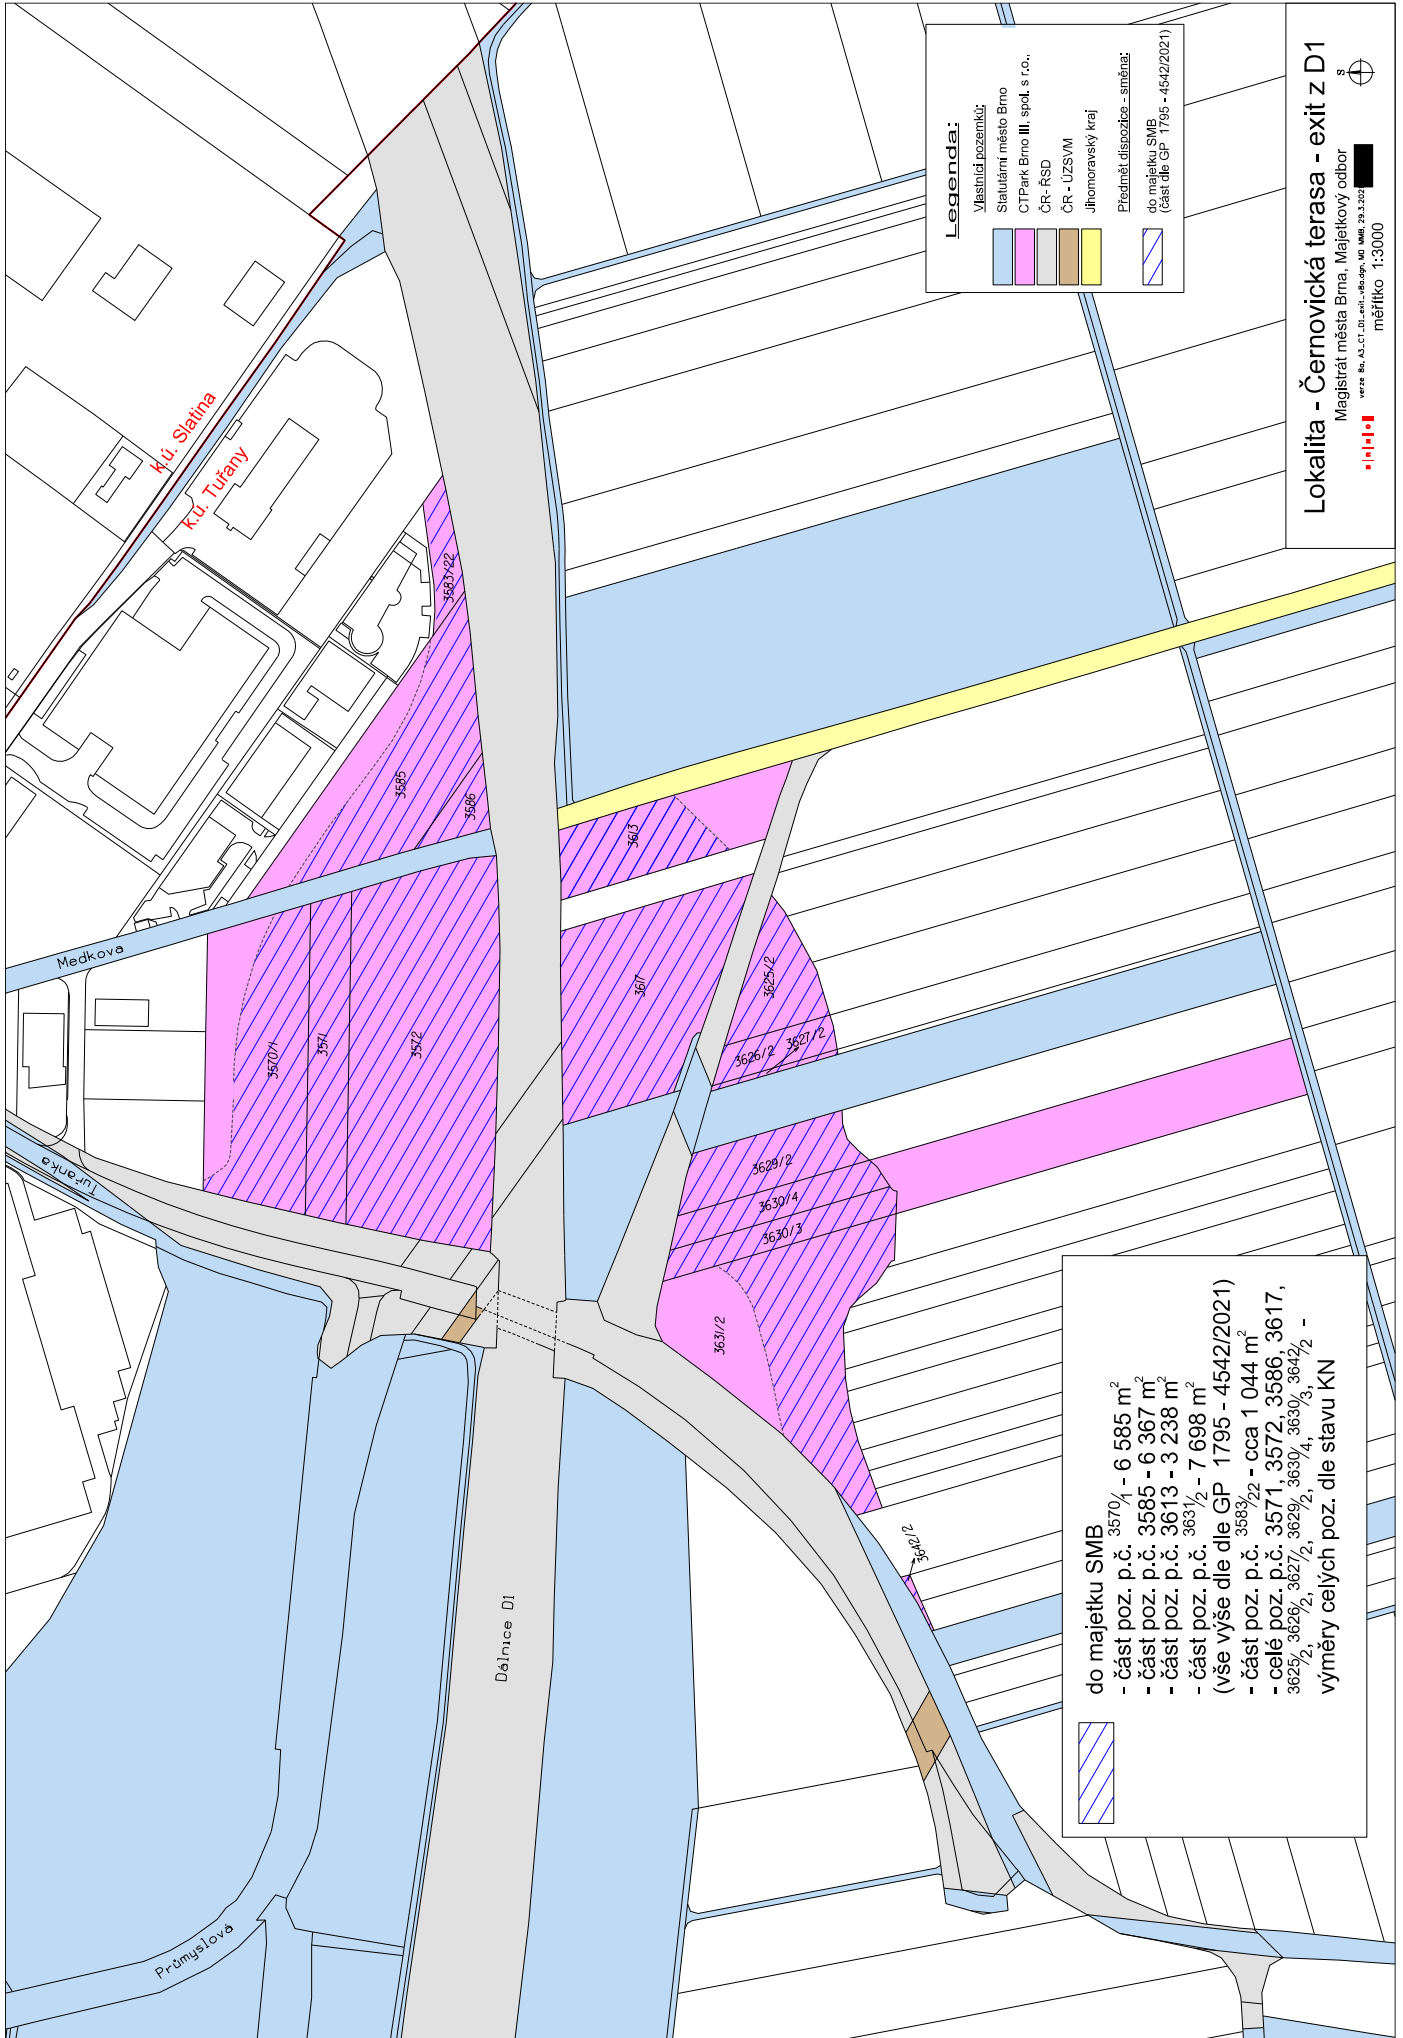 Lokalita - Černovická terasa - exit z D1
Magistrát města Brna, Majetkový odbor
měřítko 1:3000
S
Legenda:
Vlastníci pozemků:
Statutární město Brno
CTPark Brno III, spol. s r.o.,
ČR- ŘSD
ČR - ÚZSVM
Jihomoravský kraj
Předmět dispozice - směna:
do majetku SMB
(část dle GP 1795 - 4542/2021)
k.ú. Slatina
k.ú. Tuřany
Medkova
Tuřanka
Průmyslová
Dálnice D1
3583/22
3585
3586
3570/1
3571
3572
3613
3617
3625/2
3626/2
3627/2
3629/2
3630/4
3630/3
3631/2
3642/2
do majetku SMB
- část poz. p.č. 3570/1 - 6 585 m²
- část poz. p.č. 3585 - 6 367 m²
- část poz. p.č. 3613 - 3 238 m²
- část poz. p.č. 3631/2 - 7 698 m²
(vše výše dle GP 1795 - 4542/2021)
- část poz. p.č. 3583/22 - cca 1 044 m²
- celé poz. p.č. 3571, 3572, 3586, 3617,
3625/2, 3626/2, 3627/2, 3629/2, 3630/4, 3630/3, 3642/2 -
výměry celých poz. dle stavu KN